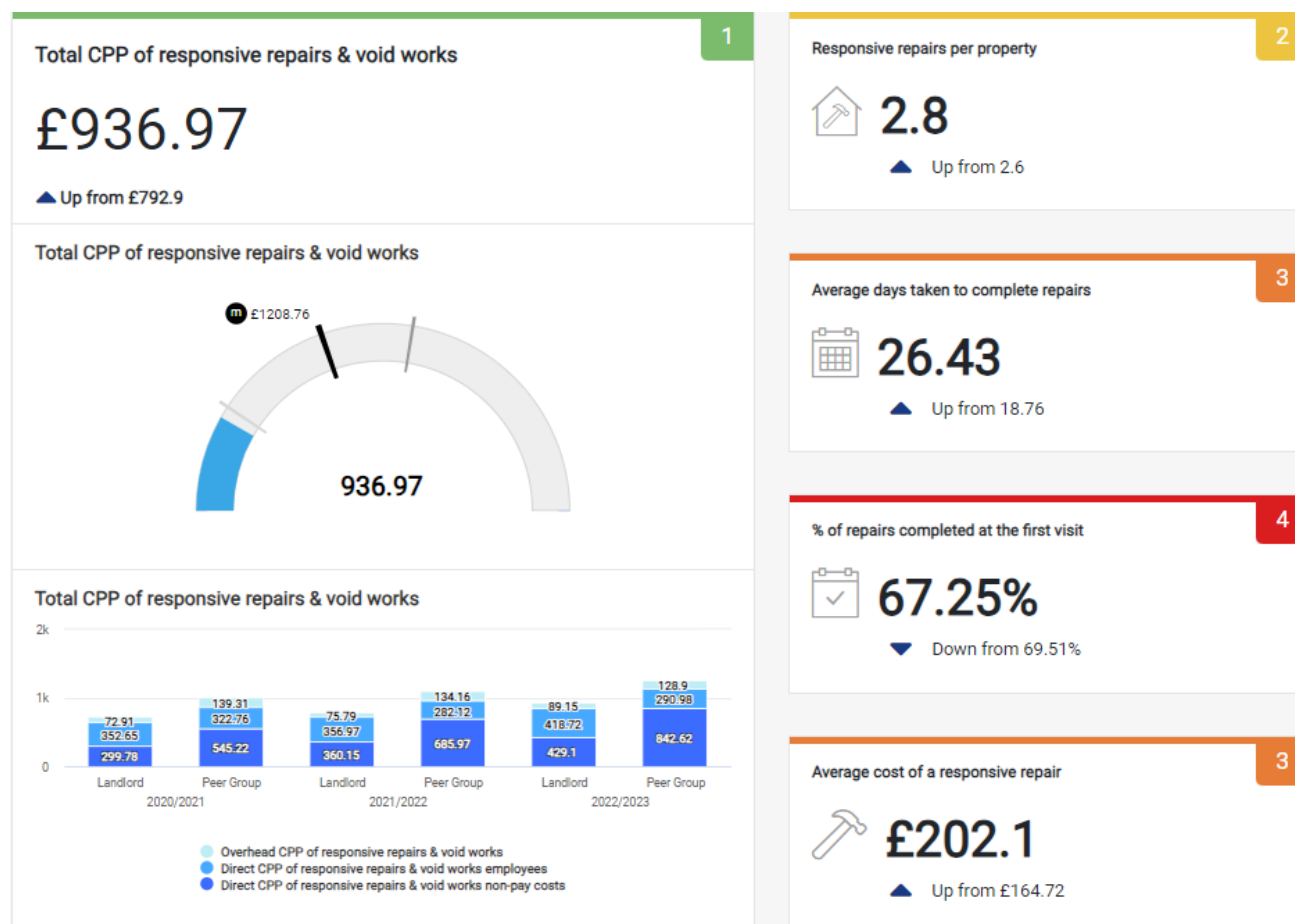 Total CPP of responsive repairs & void works
1
£936.97
Up from £792.9
Total CPP of responsive repairs & void works
m £1208.76
936.97
Total CPP of responsive repairs & void works
2k
1k
0
72.91
352.65
299.78
139.31
322.76
545.22
75.79
356.97
360.15
134.16
282.12
685.97
89.15
418.72
429.1
128.9
290.98
842.62
Landlord Peer Group Landlord Peer Group Landlord Peer Group
2020/2021 2021/2022 2022/2023
Overhead CPP of responsive repairs & void works
Direct CPP of responsive repairs & void works employees
Direct CPP of responsive repairs & void works non-pay costs
Responsive repairs per property
2
2.8
Up from 2.6
Average days taken to complete repairs
3
26.43
Up from 18.76
% of repairs completed at the first visit
4
67.25%
Down from 69.51%
Average cost of a responsive repair
3
£202.1
Up from £164.72